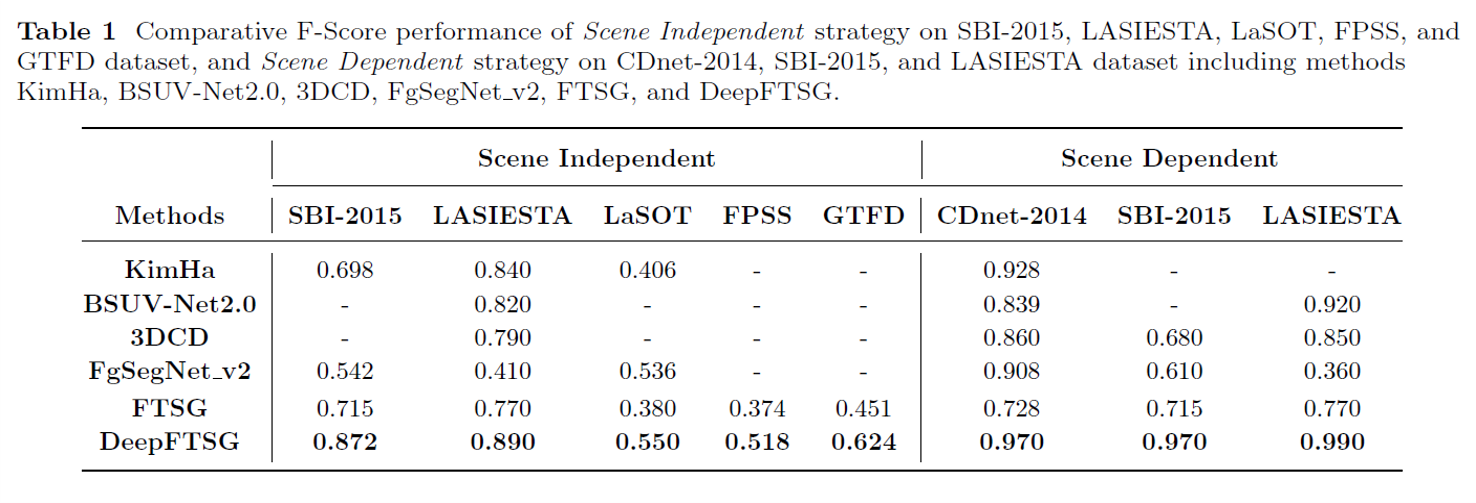 Table 1 Comparative F-Score performance of Scene Independent strategy on SBI-2015, LASIESTA, LaSOT, FPSS, and
GTFD dataset, and Scene Dependent strategy on CDnet-2014, SBI-2015, and LASIESTA dataset including methods
KimHa, BSUV-Net2.0, 3DCD, FgSegNet_v2, FTSG, and DeepFTSG.
Scene Independent Scene Dependent
Methods SBI-2015 LASIESTA LaSOT FPSS GTFD CDnet-2014 SBI-2015 LASIESTA
KimHa 0.698 0.840 0.406 - - 0.928 - -
BSUV-Net2.0 - 0.820 - - - 0.839 - 0.920
3DCD - 0.790 - - - 0.860 0.680 0.850
FgSegNet_v2 0.542 0.410 0.536 - - 0.908 0.610 0.360
FTSG 0.715 0.770 0.380 0.374 0.451 0.728 0.715 0.770
DeepFTSG 0.872 0.890 0.550 0.518 0.624 0.970 0.970 0.990